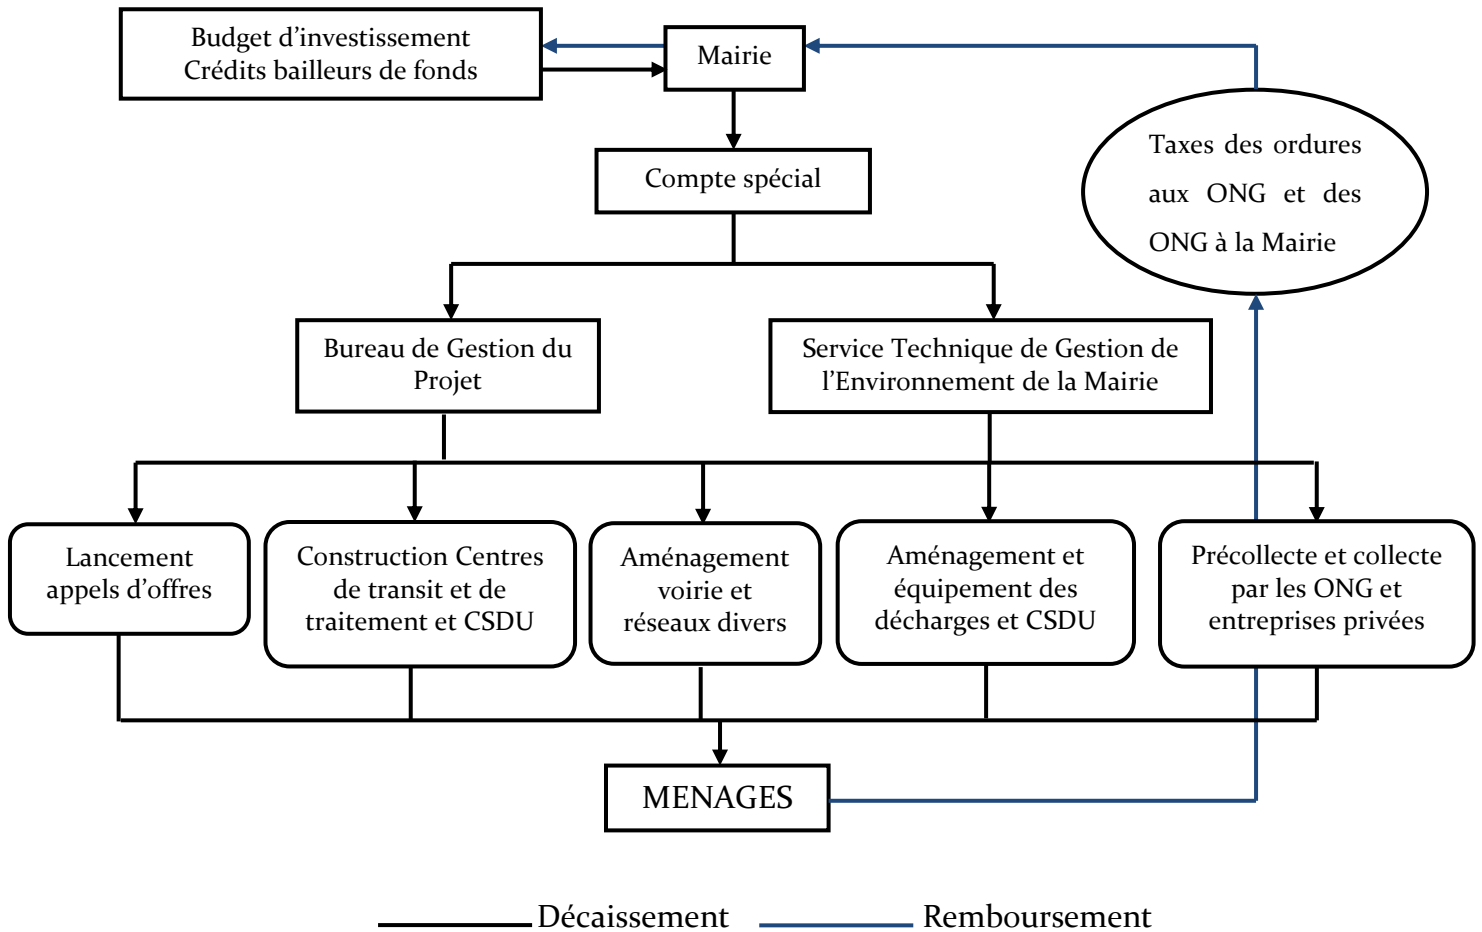 Budget d’investissement
Crédits bailleurs de fonds
Mairie
Taxes des ordures
aux ONG et des
ONG à la Mairie
Compte spécial
Bureau de Gestion du
Projet
Service Technique de Gestion de
l’Environnement de la Mairie
Lancement
appels d’offres
Construction Centres
de transit et de
traitement et CSDU
Aménagement
voirie et
réseaux divers
Aménagement et
équipement des
décharges et CSDU
Précollecte et collecte
par les ONG et
entreprises privées
MENAGES
Décaissement
Remboursement